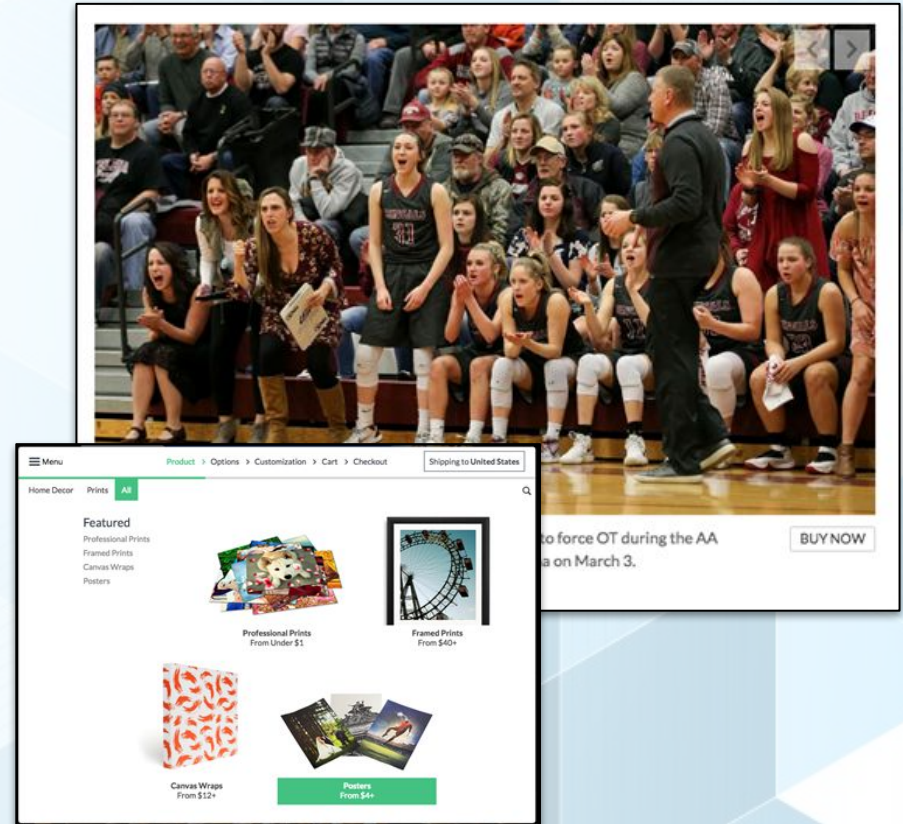 31
to force OT during the AA
a on March 3.
BUY NOW
Menu
Product > Options > Customization > Cart > Checkout
Shipping to United States
Home Decor
Prints
All
Featured
Professional Prints
Framed Prints
Canvas Wraps
Posters
Professional Prints
From Under $1
Framed Prints
From $40+
Canvas Wraps
From $12+
Posters
From $4+